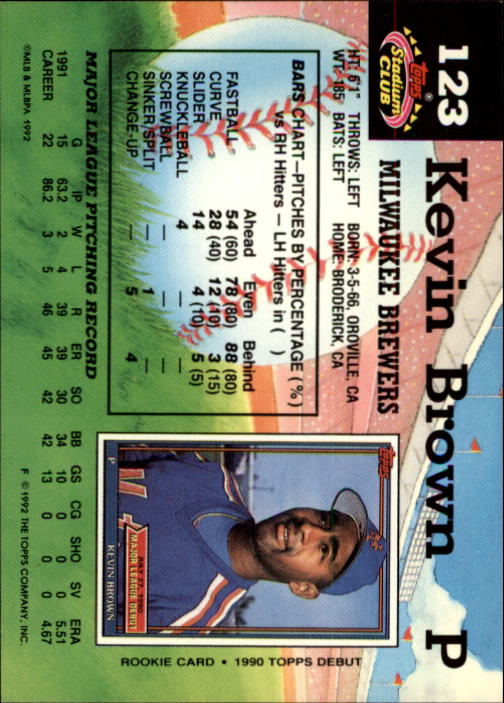 123 Kevin Brown P
Topps®
Stadium
CLUB
MILWAUKEE BREWERS
HT: 6'1" THROWS: LEFT BORN: 3-5-66, OROVILLE, CA
WT: 185 BATS: LEFT HOME: BRODERICK, CA
BARS CHART—PITCHES BY PERCENTAGE (%)
vs RH Hitters — LH Hitters in ( )
Ahead Even Behind
FASTBALL 54 (60) 78 (80) 88 (80)
CURVE 28 (40) 12 (10) 3 (15)
SLIDER 14 4 (10) 5 (5)
KNUCKLEBALL 4 — —
SCREWBALL — — —
SINKER/SPLIT — 1 —
CHANGE-UP — 5 4
Topps
P
JULY 27, 1990
MAJOR LEAGUE DEBUT
KEVIN BROWN
ROOKIE CARD • 1990 TOPPS DEBUT
MAJOR LEAGUE PITCHING RECORD
G IP W L R ER SO BB GS CG SHO SV ERA
1991 15 63.2 2 4 39 39 30 34 10 0 0 0 5.51
CAREER 22 86.2 3 5 46 45 42 42 13 0 0 0 4.67
©MLB & MLBPA 1992
F © 1992 THE TOPPS COMPANY, INC.